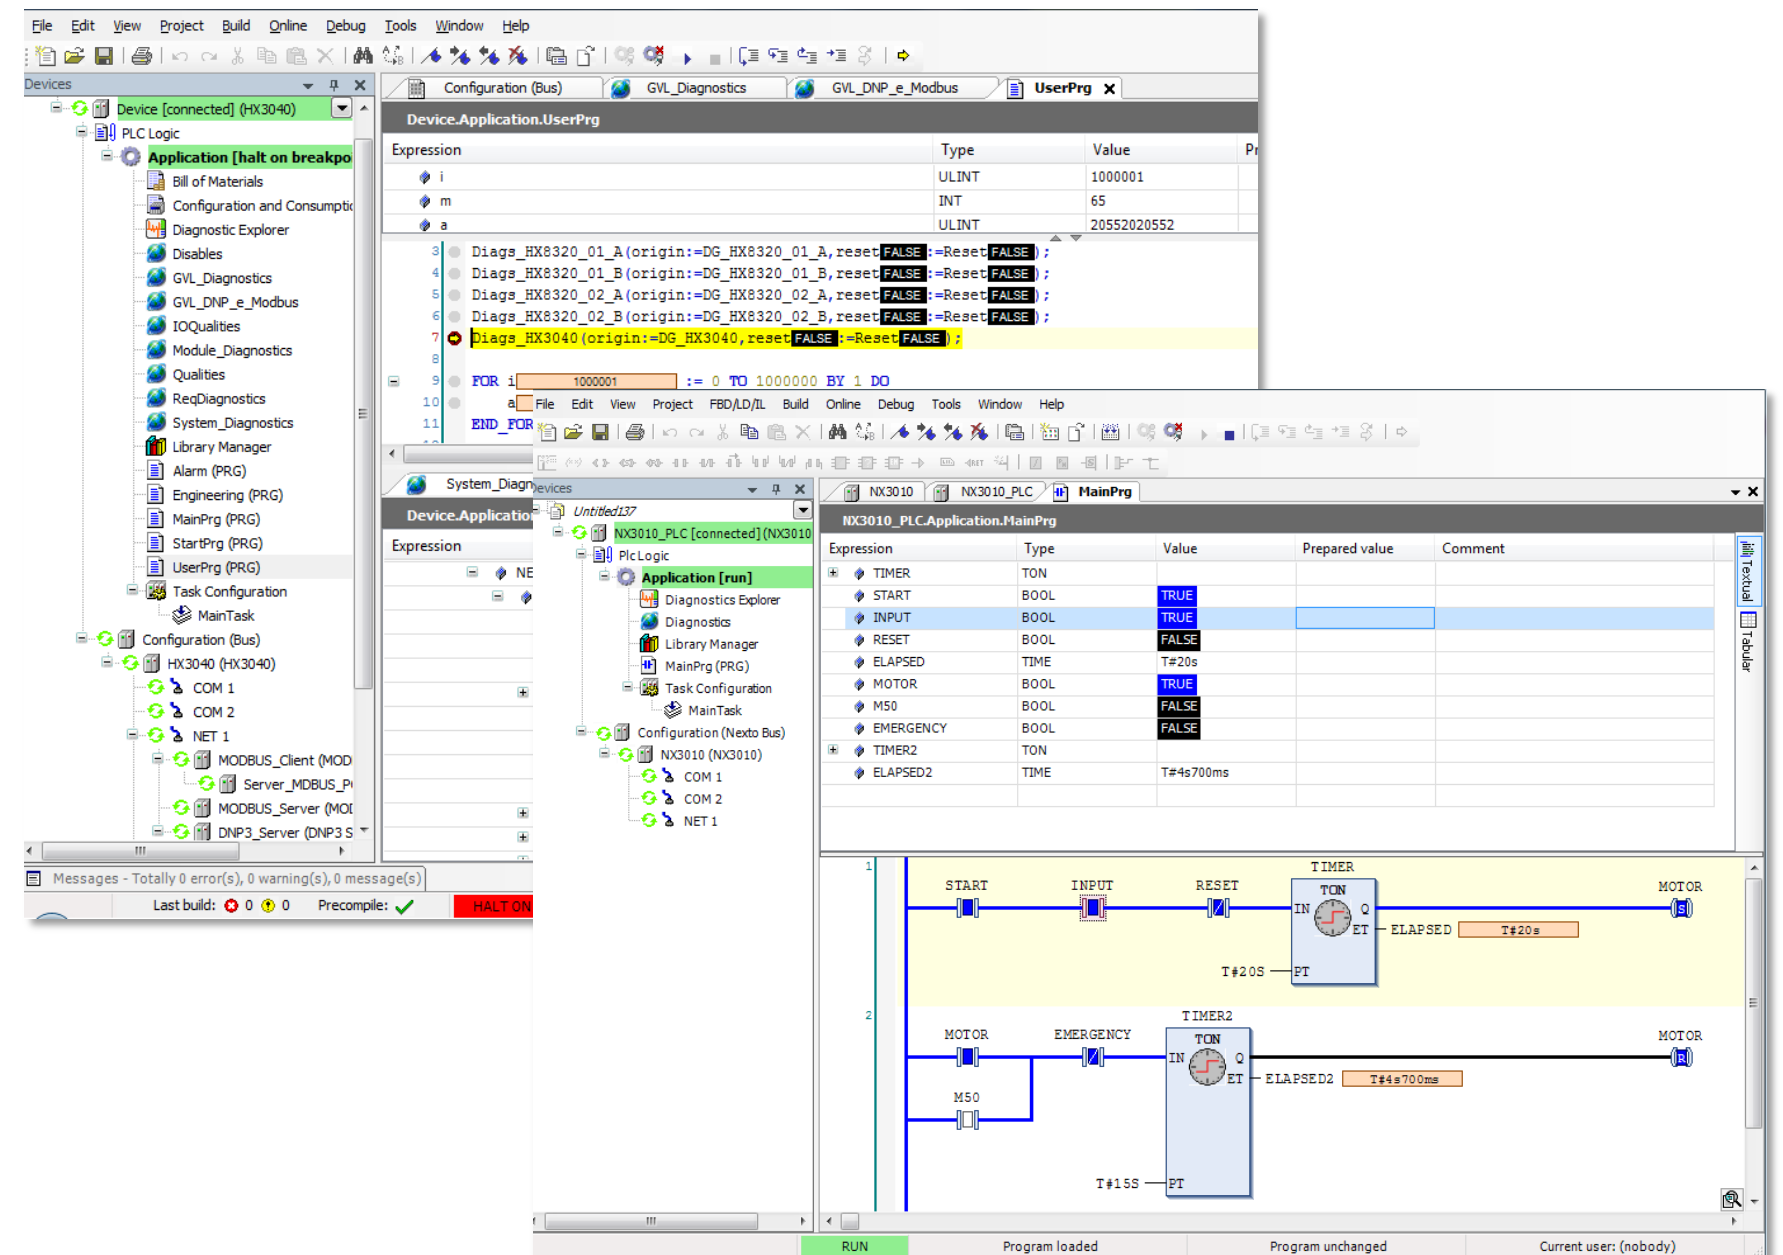 File Edit View Project Build Online Debug Tools Window Help
Devices
Device [connected] (HX3040)
PLC Logic
Application [halt on breakpoi
Bill of Materials
Configuration and Consumptio
Diagnostic Explorer
Disables
GVL_Diagnostics
GVL_DNP_e_Modbus
IOQualities
Module_Diagnostics
Qualities
ReqDiagnostics
System_Diagnostics
Library Manager
Alarm (PRG)
Engineering (PRG)
MainPrg (PRG)
StartPrg (PRG)
UserPrg (PRG)
Task Configuration
MainTask
Configuration (Bus)
HX3040 (HX3040)
COM 1
COM 2
NET 1
MODBUS_Client (MOD
Server_MDBUS_P
MODBUS_Server (MOD
DNP3_Server (DNP3 S
Configuration (Bus) GVL_Diagnostics GVL_DNP_e_Modbus UserPrg
Device.Application.UserPrg
Expression Type Value Pr
i ULINT 1000001
m INT 65
a ULINT 20552020552
3 Diags_HX8320_01_A(origin:=DG_HX8320_01_A,reset FALSE :=Reset FALSE );
4 Diags_HX8320_01_B(origin:=DG_HX8320_01_B,reset FALSE :=Reset FALSE );
5 Diags_HX8320_02_A(origin:=DG_HX8320_02_A,reset FALSE :=Reset FALSE );
6 Diags_HX8320_02_B(origin:=DG_HX8320_02_B,reset FALSE :=Reset FALSE );
7 Diags_HX3040(origin:=DG_HX3040,reset FALSE :=Reset FALSE );
8
9 FOR i 1000001 := 0 TO 1000000 BY 1 DO
10 a
11 END_FOR
System_Diagn
Device.Applicatio
Expression
NE
Messages - Totally 0 error(s), 0 warning(s), 0 message(s)
Last build: 0 0 Precompile:
HALT ON
File Edit View Project FBD/LD/IL Build Online Debug Tools Window Help
Devices
Untitled137
NX3010_PLC [connected] (NX3010
Plc Logic
Application [run]
Diagnostics Explorer
Diagnostics
Library Manager
MainPrg (PRG)
Task Configuration
MainTask
Configuration (Nexto Bus)
NX3010 (NX3010)
COM 1
COM 2
NET 1
NX3010 NX3010_PLC MainPrg
NX3010_PLC.Application.MainPrg
Expression Type Value Prepared value Comment
TIMER TON
START BOOL TRUE
INPUT BOOL TRUE
RESET BOOL FALSE
ELAPSED TIME T#20s
MOTOR BOOL TRUE
M50 BOOL FALSE
EMERGENCY BOOL FALSE
TIMER2 TON
ELAPSED2 TIME T#4s700ms
Textual
Tabular
1
TIMER
START INPUT RESET TON MOTOR
IN Q S
ET ELAPSED T#20s
T#20S PT
2
TIMER2
MOTOR EMERGENCY TON MOTOR
IN Q R
ET ELAPSED2 T#4s700ms
M50
T#15S PT
RUN Program loaded Program unchanged Current user: (nobody)